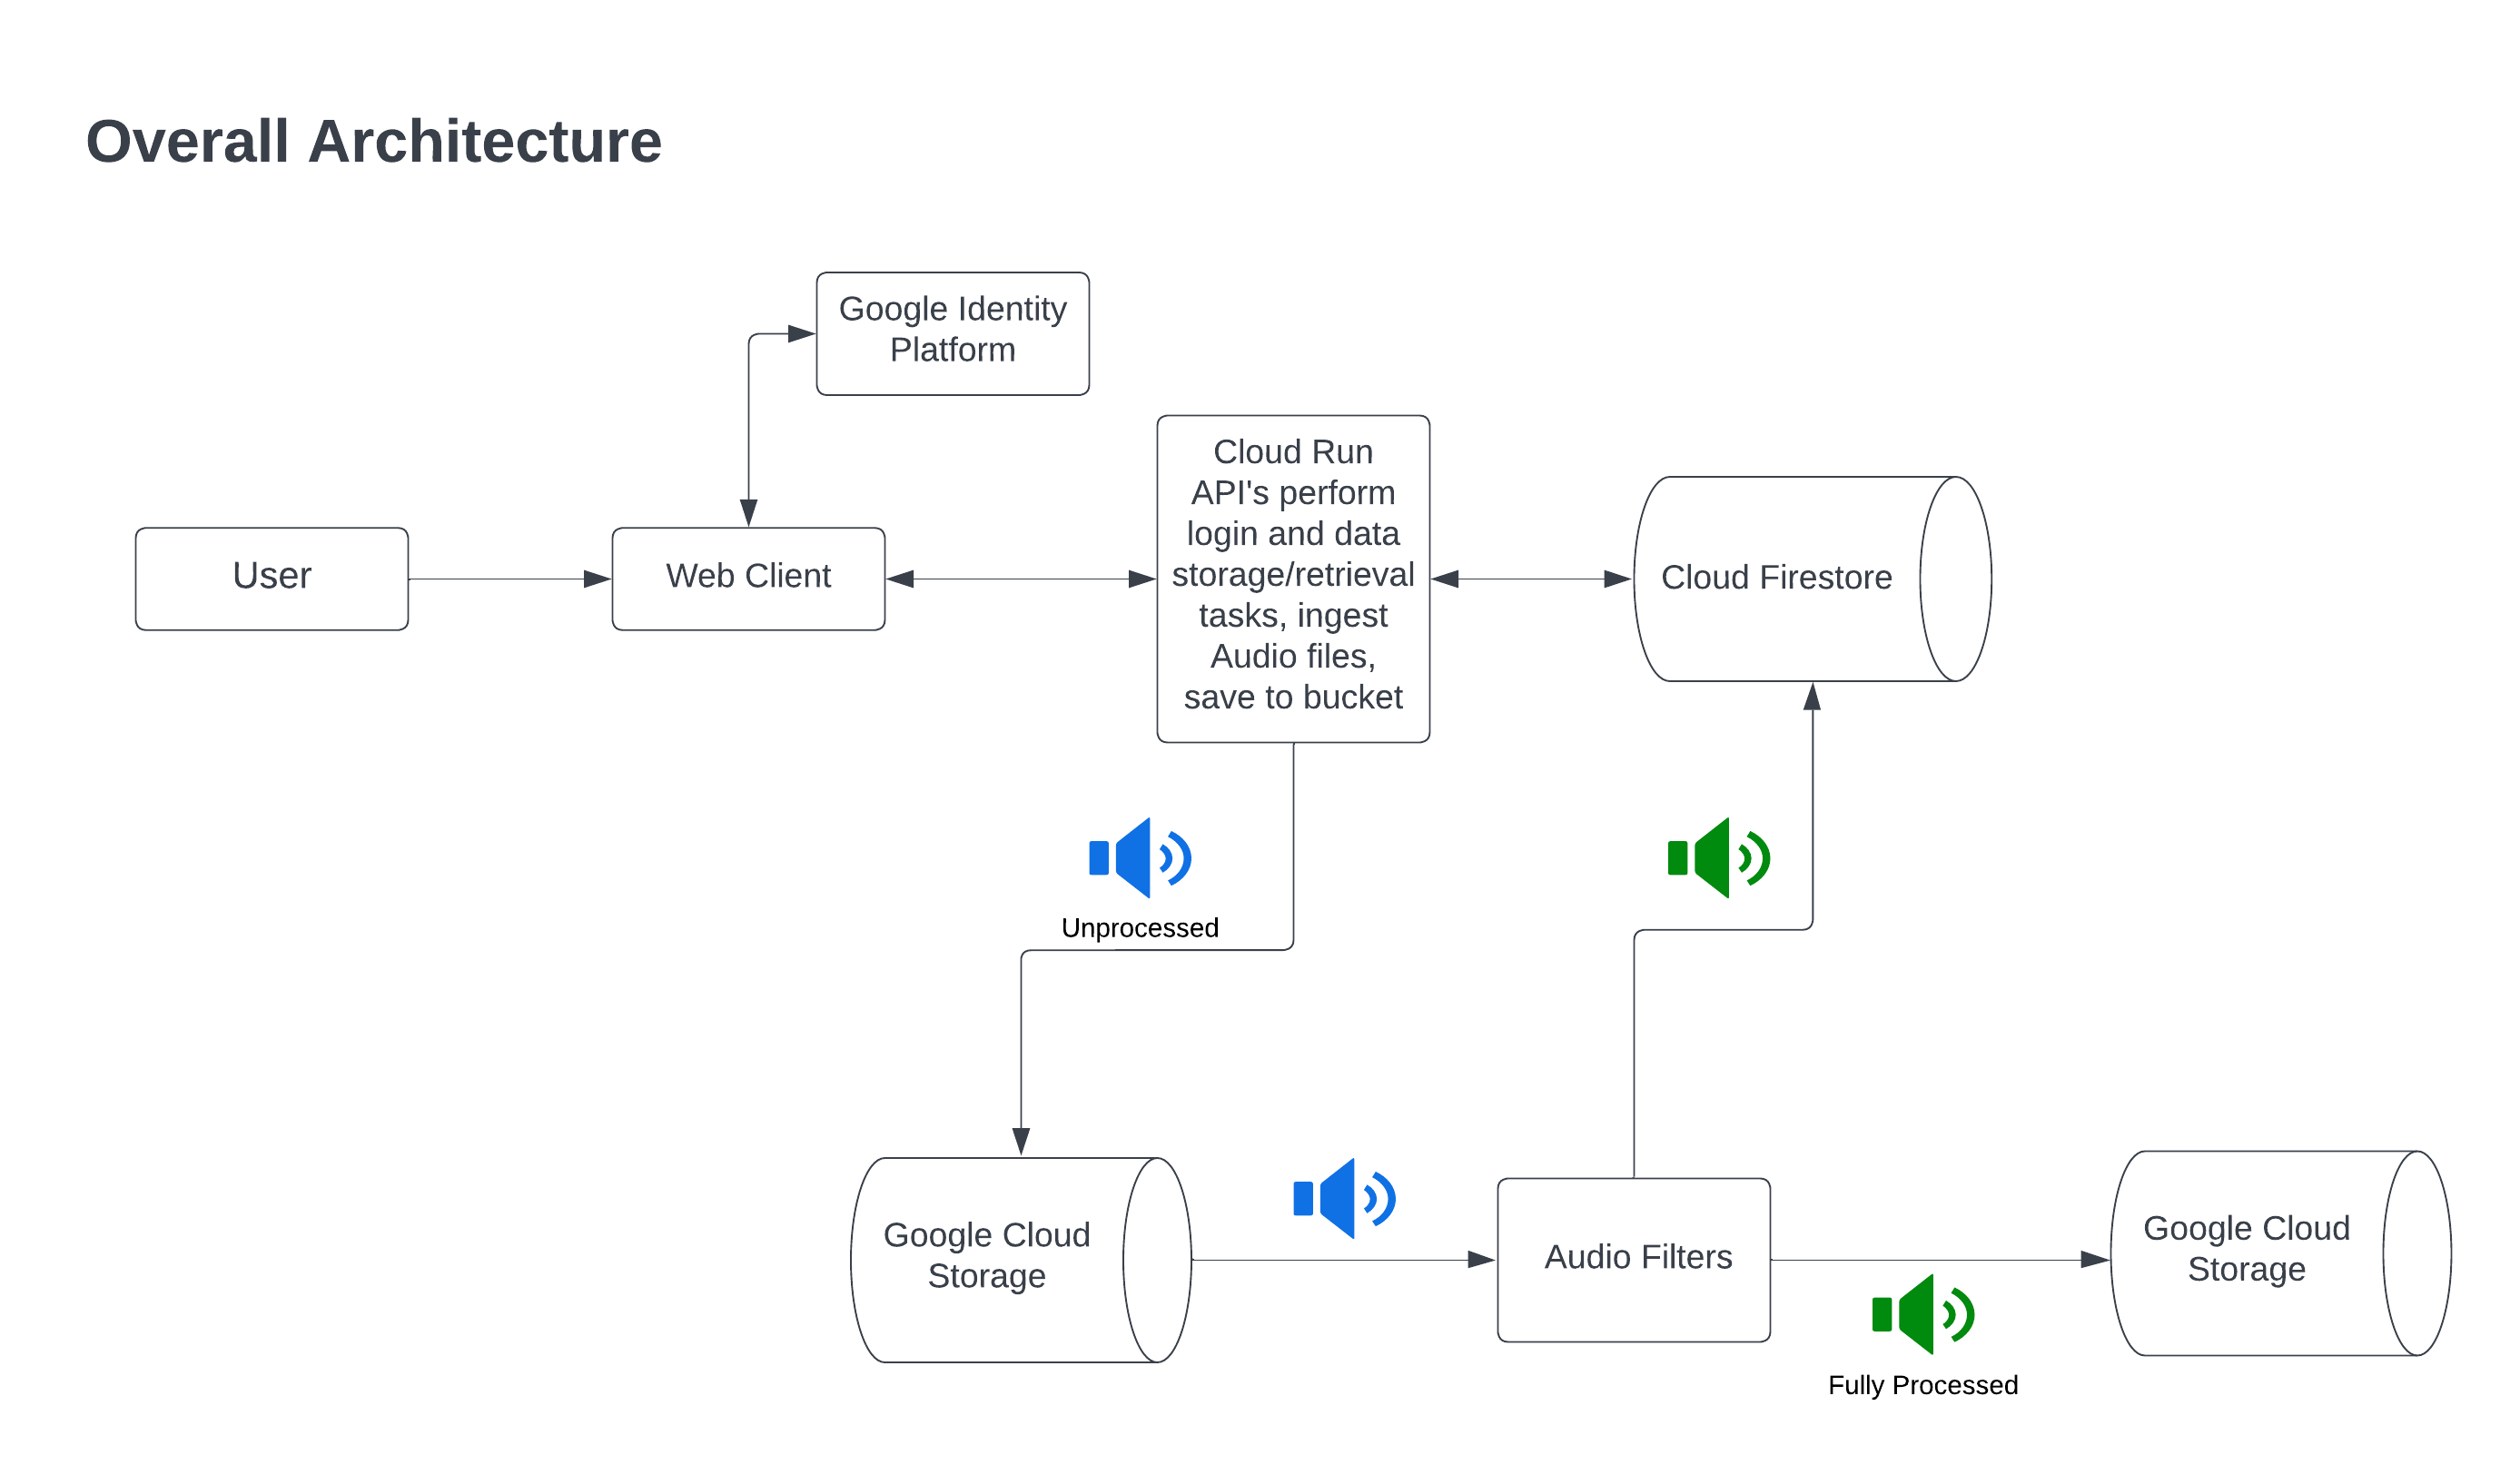 Overall Architecture
Google Identity
Platform
User
Web Client
Cloud Run
API's perform
login and data
storage/retrieval
tasks, ingest
Audio files,
save to bucket
Cloud Firestore
Unprocessed
Google Cloud
Storage
Audio Filters
Google Cloud
Storage
Fully Processed